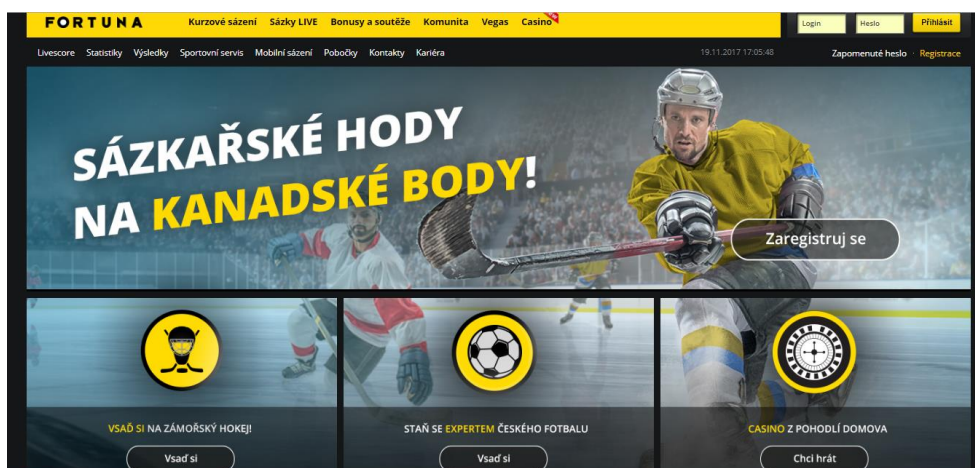 FORTUNA
Kurzové sázení Sázky LIVE Bonusy a soutěže Komunita Vegas Casino
Login Heslo Přihlásit
Livescore Statistiky Výsledky Sportovní servis Mobilní sázení Pobočky Kontakty Kariéra
19.11.2017 17:05:48
Zapomenuté heslo · Registrace
SÁZKAŘSKÉ HODY
NA KANADSKÉ BODY!
Zaregistruj se
VSAĎ SI NA ZÁMOŘSKÝ HOKEJ!
Vsaď si
STAŇ SE EXPERTEM ČESKÉHO FOTBALU
Vsaď si
CASINO Z POHODLÍ DOMOVA
Chci hrát